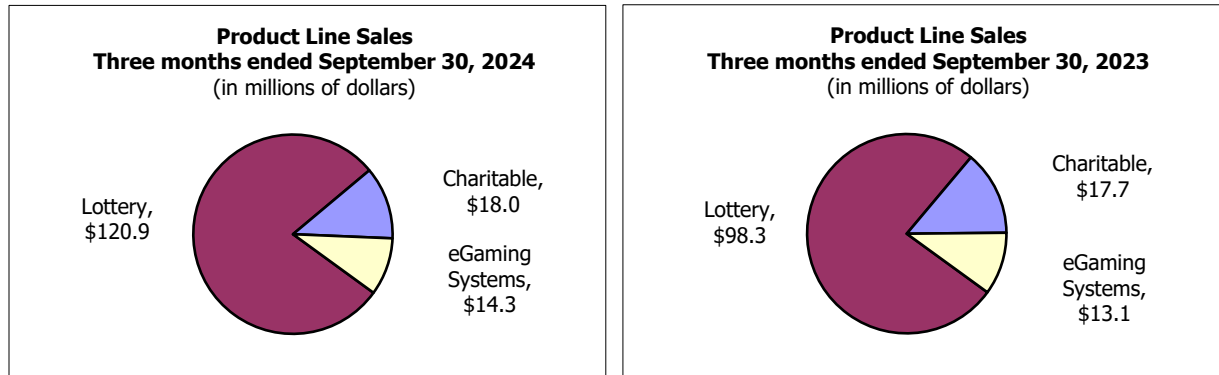 Product Line Sales
Three months ended September 30, 2024
(in millions of dollars)
Lottery,
$120.9
Charitable,
$18.0
eGaming
Systems,
$14.3
Product Line Sales
Three months ended September 30, 2023
(in millions of dollars)
Lottery,
$98.3
Charitable,
$17.7
eGaming
Systems,
$13.1